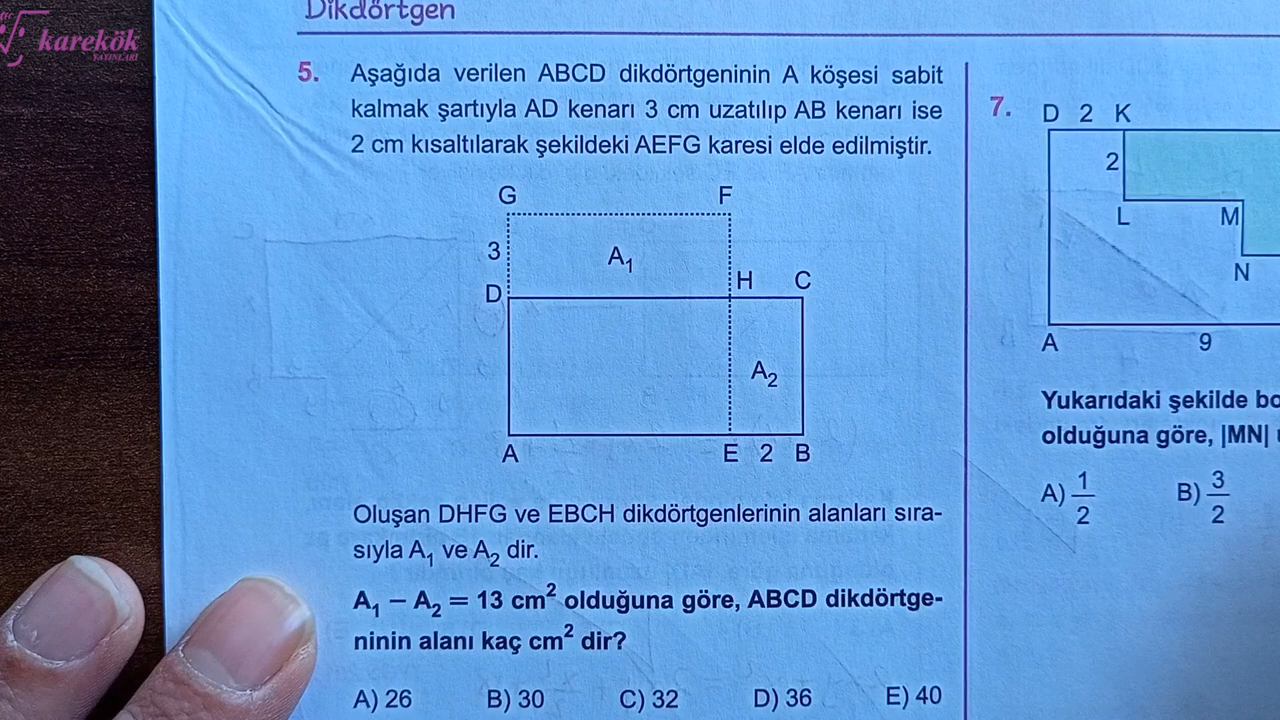 karekök
YAYINLARI
Dikdörtgen
5. Aşağıda verilen ABCD dikdörtgeninin A köşesi sabit
kalmak şartıyla AD kenarı 3 cm uzatılıp AB kenarı ise
2 cm kısaltılarak şekildeki AEFG karesi elde edilmiştir.
G F
3 A₁
D H C
A₂
A E 2 B
Oluşan DHFG ve EBCH dikdörtgenlerinin alanları sıra-
sıyla A₁ ve A₂ dir.
A₁ – A₂ = 13 cm² olduğuna göre, ABCD dikdörtge-
ninin alanı kaç cm² dir?
A) 26 B) 30 C) 32 D) 36 E) 40
7. D 2 K
2
L M
N
A 9
Yukarıdaki şekilde bo
olduğuna göre, |MN|
A) 1/2 B) 3/2